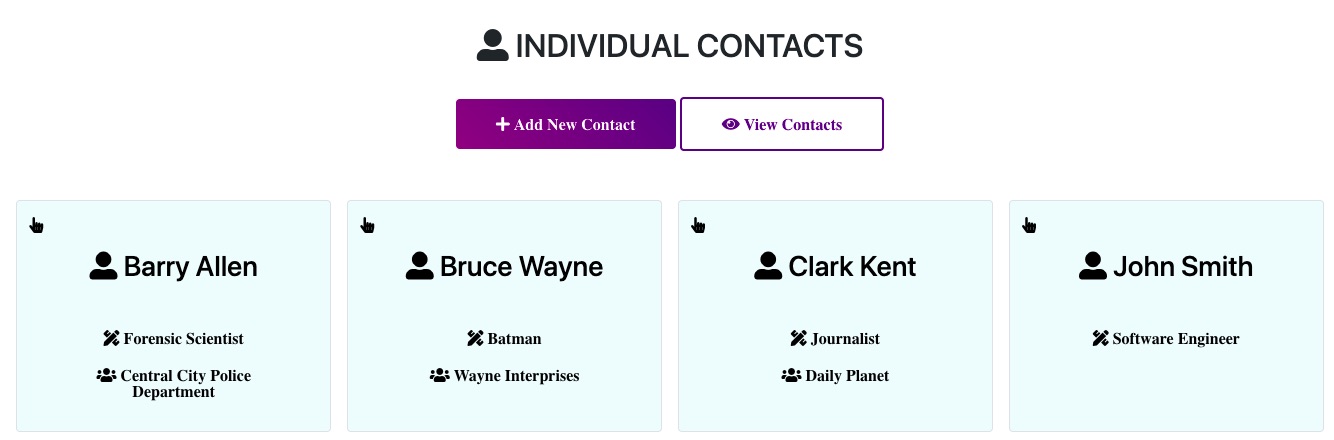 INDIVIDUAL CONTACTS
Add New Contact
View Contacts
Barry Allen
Forensic Scientist
Central City Police
Department
Bruce Wayne
Batman
Wayne Interprises
Clark Kent
Journalist
Daily Planet
John Smith
Software Engineer